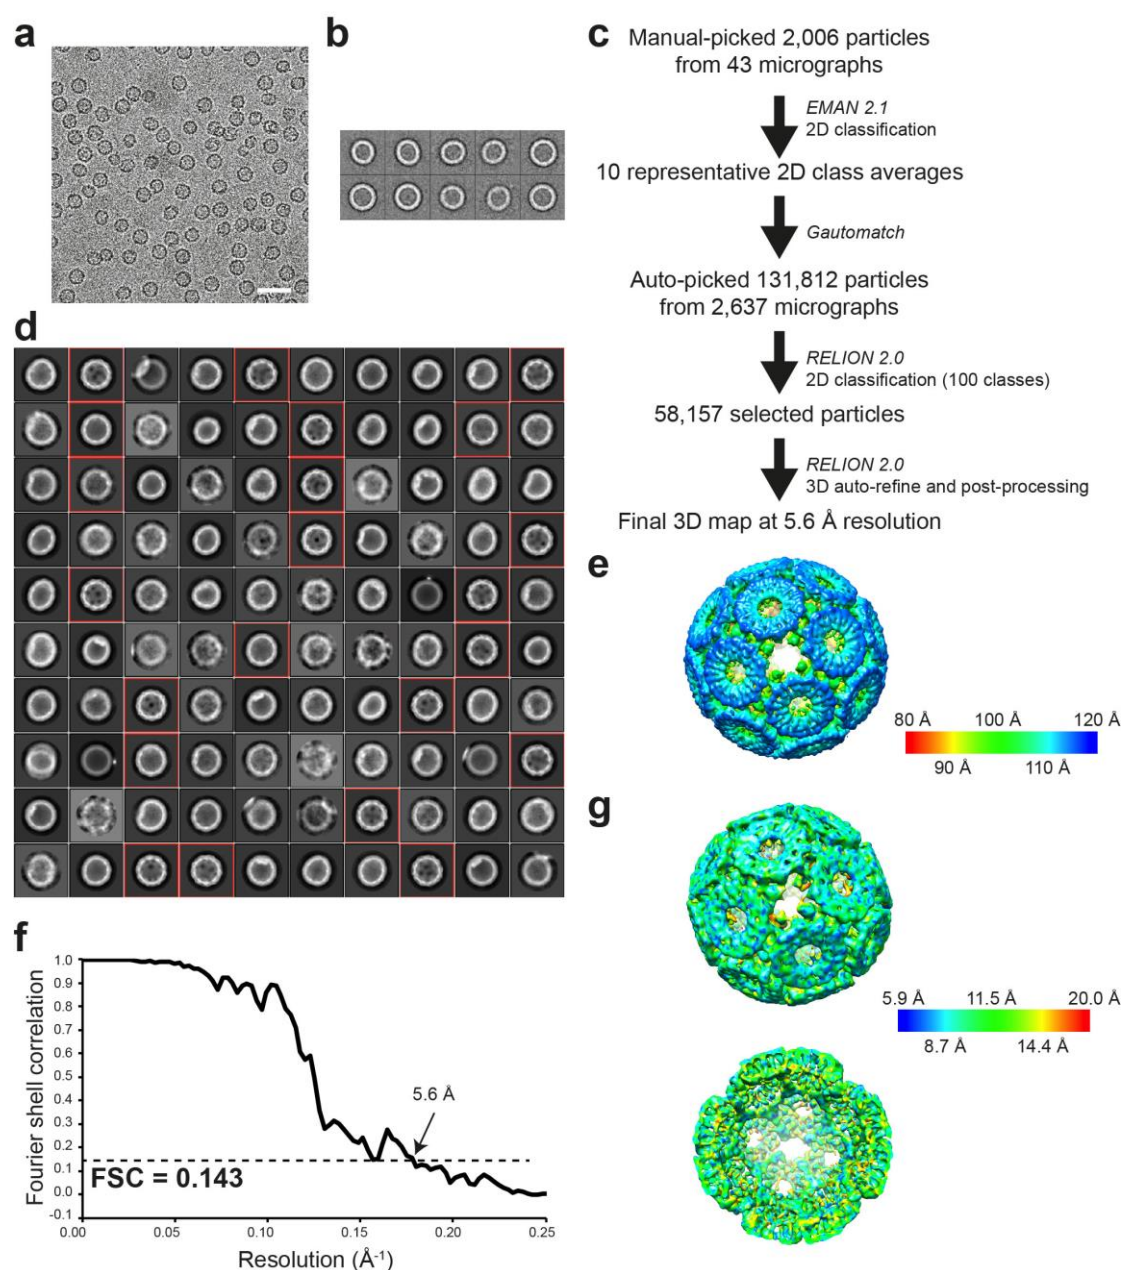 a
b
c
Manual-picked 2,006 particles
from 43 micrographs
EMAN 2.1
2D classification
10 representative 2D class averages
Gautomatch
Auto-picked 131,812 particles
from 2,637 micrographs
RELION 2.0
2D classification (100 classes)
58,157 selected particles
RELION 2.0
3D auto-refine and post-processing
Final 3D map at 5.6 Å resolution
d
e
80 Å 100 Å 120 Å
90 Å 110 Å
f
Fourier shell correlation
1.0
0.9
0.8
0.7
0.6
0.5
0.4
0.3
0.2
0.1
0.0
-0.1
5.6 Å
FSC = 0.143
0.00 0.05 0.10 0.15 0.20 0.25
Resolution (Å⁻¹)
g
5.9 Å 11.5 Å 20.0 Å
8.7 Å 14.4 Å